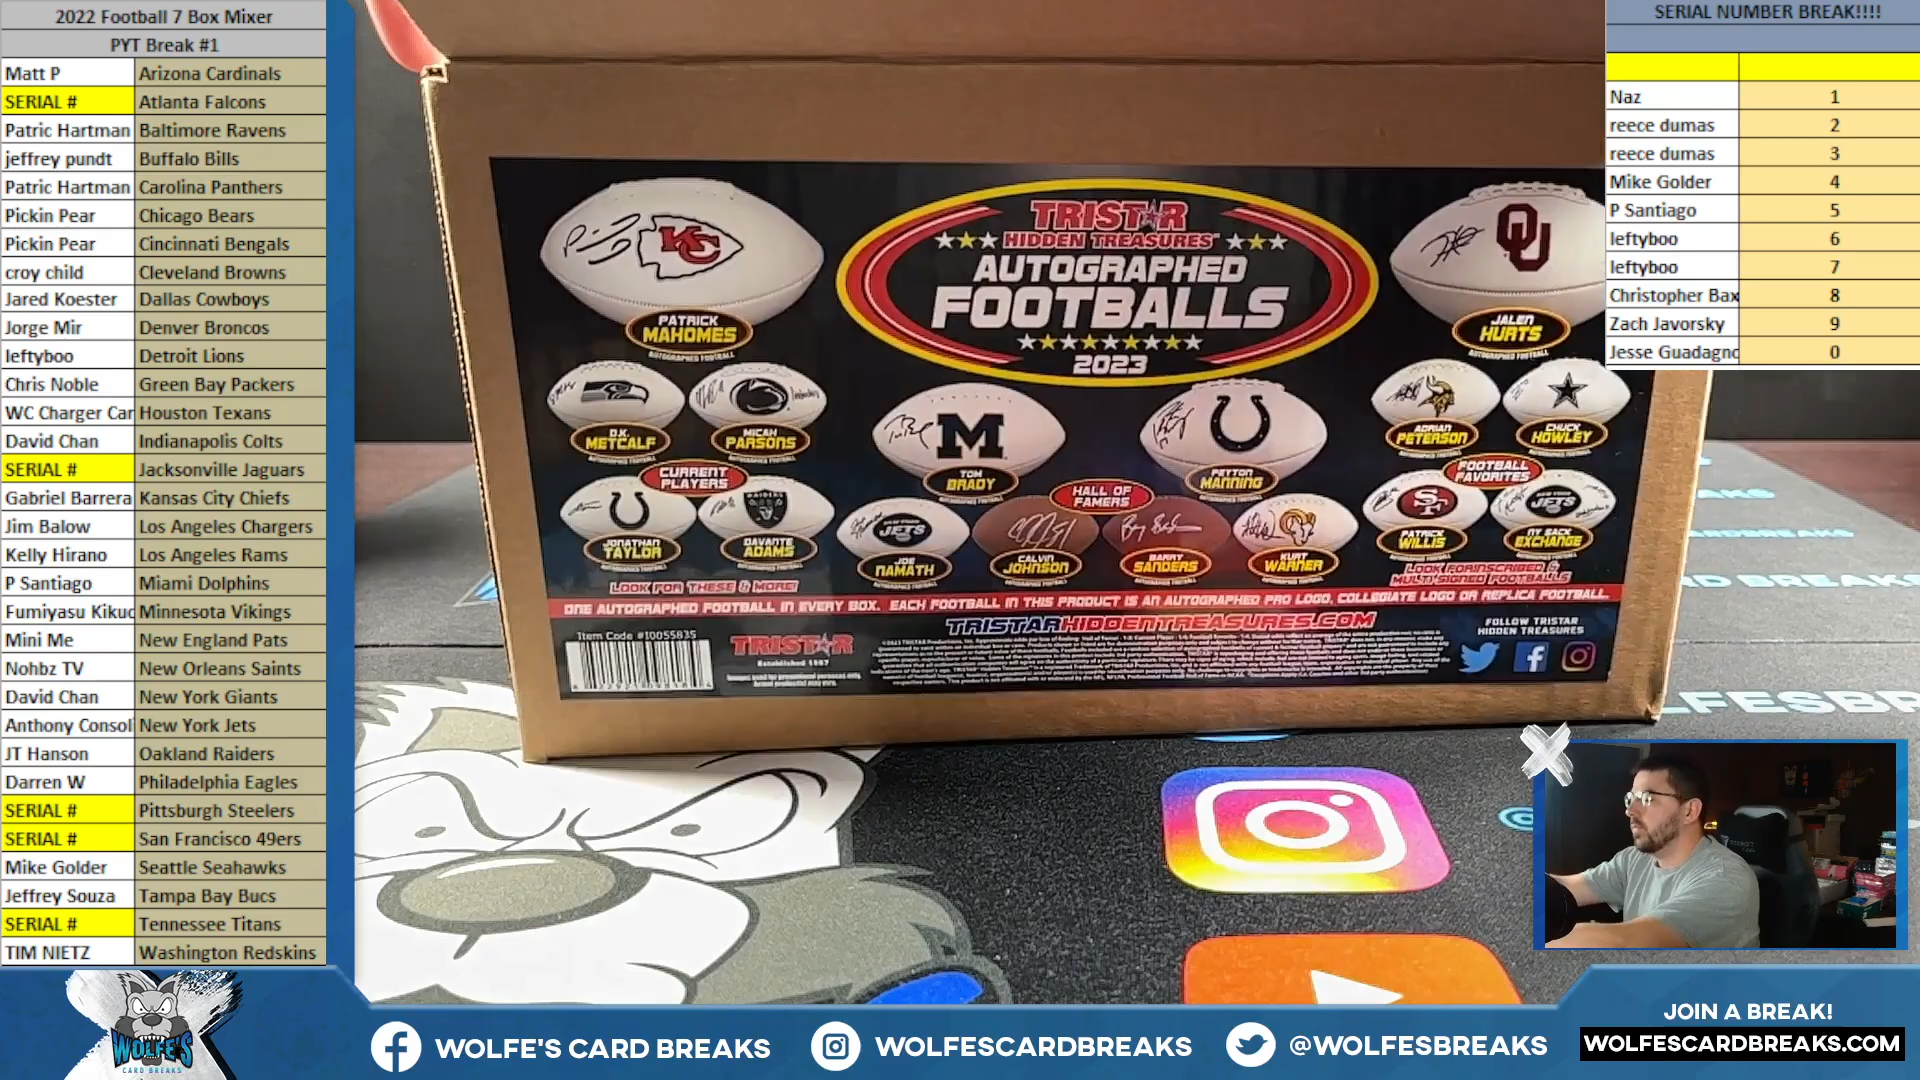 2022 Football 7 Box Mixer
PYT Break #1
Matt P Arizona Cardinals
SERIAL # Atlanta Falcons
Patric Hartman Baltimore Ravens
jeffrey pundt Buffalo Bills
Patric Hartman Carolina Panthers
Pickin Pear Chicago Bears
Pickin Pear Cincinnati Bengals
croy child Cleveland Browns
Jared Koester Dallas Cowboys
Jorge Mir Denver Broncos
leftyboo Detroit Lions
Chris Noble Green Bay Packers
WC Charger Car Houston Texans
David Chan Indianapolis Colts
SERIAL # Jacksonville Jaguars
Gabriel Barrera Kansas City Chiefs
Jim Balow Los Angeles Chargers
Kelly Hirano Los Angeles Rams
P Santiago Miami Dolphins
Fumiyasu Kikuc Minnesota Vikings
Mini Me New England Pats
Nohbz TV New Orleans Saints
David Chan New York Giants
Anthony Consol New York Jets
JT Hanson Oakland Raiders
Darren W Philadelphia Eagles
SERIAL # Pittsburgh Steelers
SERIAL # San Francisco 49ers
Mike Golder Seattle Seahawks
Jeffrey Souza Tampa Bay Bucs
SERIAL # Tennessee Titans
TIM NIETZ Washington Redskins
SERIAL NUMBER BREAK!!!!
Naz 1
reece dumas 2
reece dumas 3
Mike Golder 4
P Santiago 5
leftyboo 6
leftyboo 7
Christopher Bax 8
Zach Javorsky 9
Jesse Guadagno 0
TRISTAR
HIDDEN TREASURES
AUTOGRAPHED
FOOTBALLS
2023
KC
PATRICK
MAHOMES
AUTOGRAPHED FOOTBALL
OU
JALEN
HURTS
AUTOGRAPHED FOOTBALL
D.K.
METCALF
MICAH
PARSONS
M
TOM
BRADY
PEYTON
MANNING
ADRIAN
PETERSON
CHUCK
HOWLEY
CURRENT
PLAYERS
HALL OF
FAMERS
FOOTBALL
FAVORITES
JONATHAN
TAYLOR
RAIDERS
DAVANTE
ADAMS
JETS
JOE
NAMATH
CALVIN
JOHNSON
BARRY
SANDERS
KURT
WARNER
SF
PATRICK
WILLIS
JETS
NY SACK
EXCHANGE
LOOK FOR THESE & MORE!
LOOK FOR INSCRIBED &
MULTI-SIGNED FOOTBALLS
ONE AUTOGRAPHED FOOTBALL IN EVERY BOX. EACH FOOTBALL IN THIS PRODUCT IS AN AUTOGRAPHED PRO LOGO, COLLEGIATE LOGO OR REPLICA FOOTBALL.
TRISTARHIDDENTREASURES.COM
Item Code #10055835
TRISTAR
Established 1987
FOLLOW TRISTAR
HIDDEN TREASURES
WOLFE'S
CARD BREAKS
WOLFE'S CARD BREAKS
WOLFESCARDBREAKS
@WOLFESBREAKS
JOIN A BREAK!
WOLFESCARDBREAKS.COM